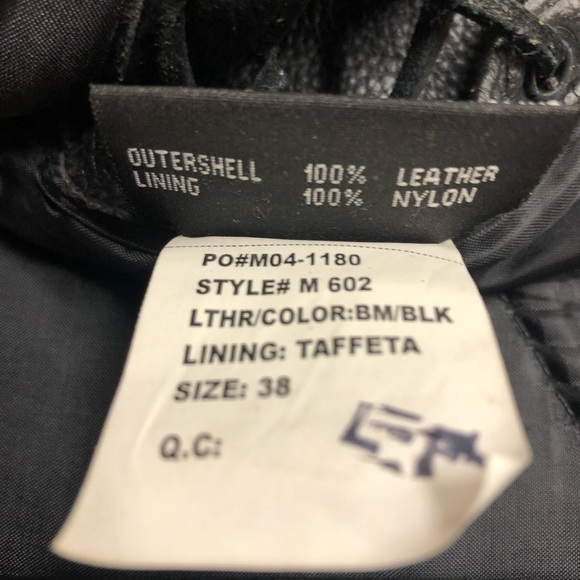 OUTERSHELL 100% LEATHER
LINING 100% NYLON
PO#M04-1180
STYLE# M 602
LTHR/COLOR:BM/BLK
LINING: TAFFETA
SIZE: 38
Q.C: